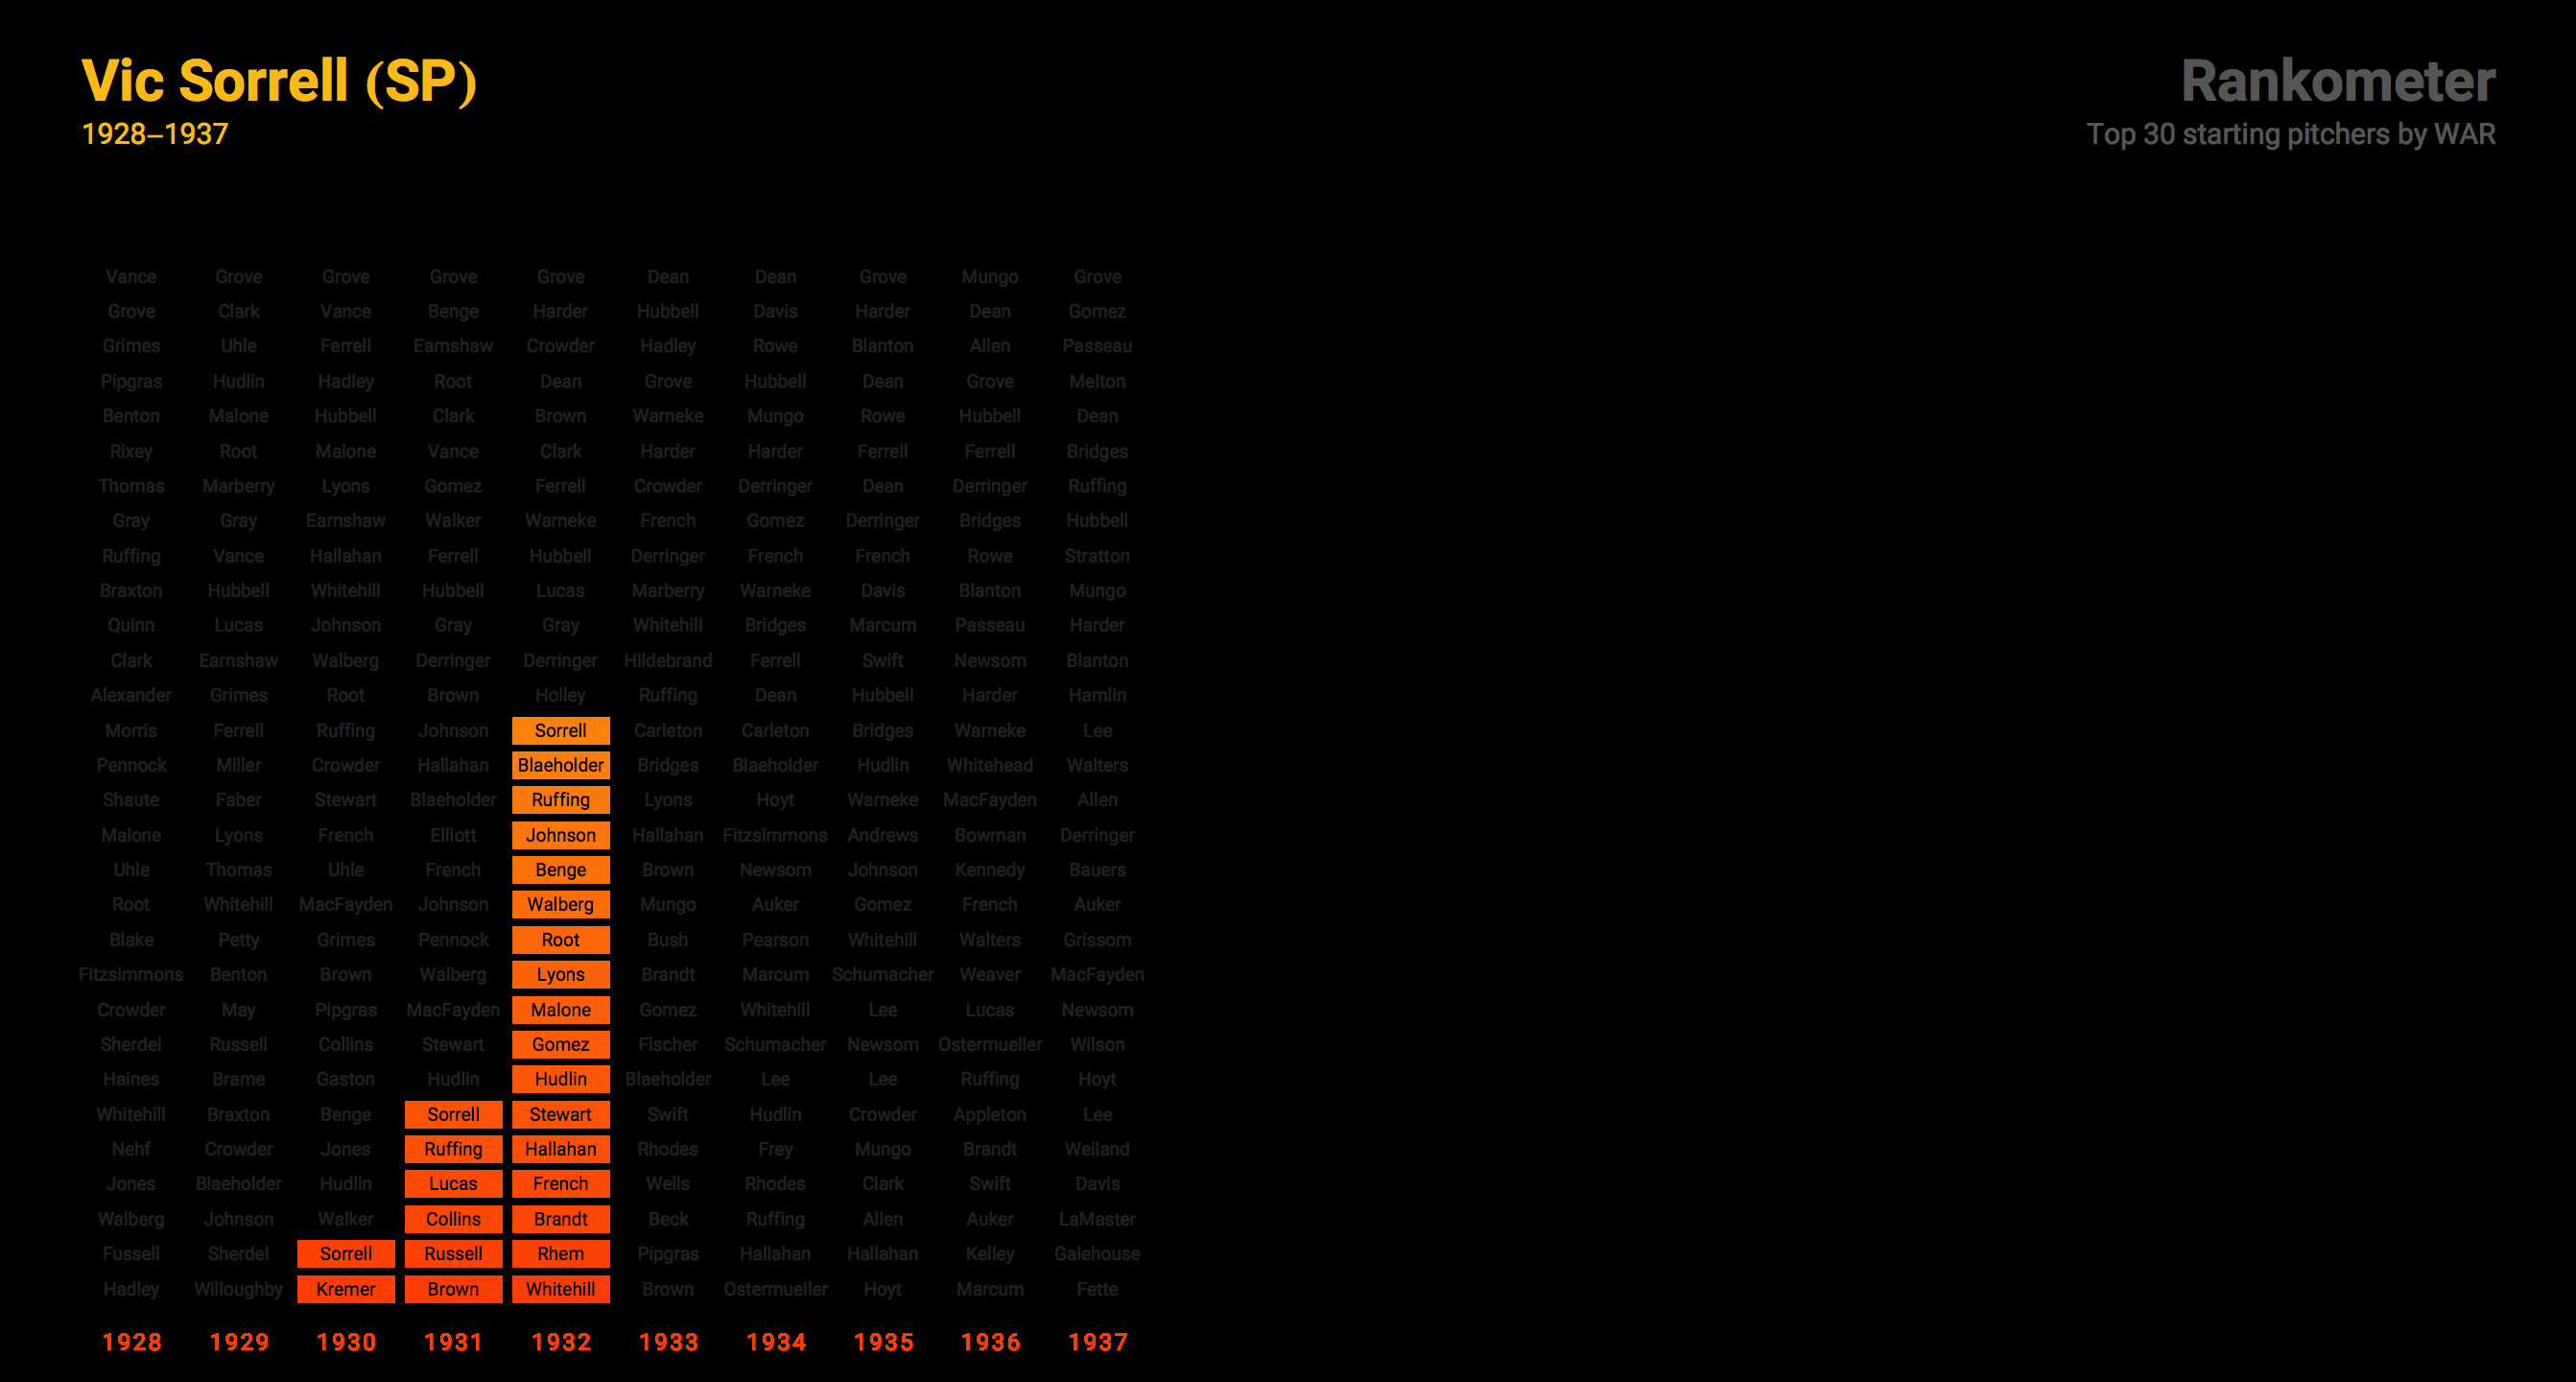 Vic Sorrell (SP)
1928–1937
Rankometer
Top 30 starting pitchers by WAR
Vance Grove Grove Grove Grove Dean Dean Grove Mungo Grove
Grove Clark Vance Benge Harder Hubbell Davis Harder Dean Gomez
Grimes Uhle Ferrell Earnshaw Crowder Hadley Rowe Blanton Allen Passeau
Pipgras Hudlin Hadley Root Dean Grove Hubbell Dean Grove Melton
Benton Malone Hubbell Clark Brown Warneke Mungo Rowe Hubbell Dean
Rixey Root Malone Vance Clark Harder Harder Ferrell Ferrell Bridges
Thomas Marberry Lyons Gomez Ferrell Crowder Derringer Dean Derringer Ruffing
Gray Gray Earnshaw Walker Warneke French Gomez Derringer Bridges Hubbell
Ruffing Vance Hallahan Ferrell Hubbell Derringer French French Rowe Stratton
Braxton Hubbell Whitehill Hubbell Lucas Marberry Warneke Davis Blanton Mungo
Quinn Lucas Johnson Gray Gray Whitehill Bridges Marcum Passeau Harder
Clark Earnshaw Walberg Derringer Derringer Hildebrand Ferrell Swift Newsom Blanton
Alexander Grimes Root Brown Holley Ruffing Dean Hubbell Harder Hamlin
Morris Ferrell Ruffing Johnson Sorrell Carleton Carleton Bridges Warneke Lee
Pennock Miller Crowder Hallahan Blaeholder Bridges Blaeholder Hudlin Whitehead Walters
Shaute Faber Stewart Blaeholder Ruffing Lyons Hoyt Warneke MacFayden Allen
Malone Lyons French Elliott Johnson Hallahan Fitzsimmons Andrews Bowman Derringer
Uhle Thomas Uhle French Benge Brown Newsom Johnson Kennedy Bauers
Root Whitehill MacFayden Johnson Walberg Mungo Auker Gomez French Auker
Blake Petty Grimes Pennock Root Bush Pearson Whitehill Walters Grissom
Fitzsimmons Benton Brown Walberg Lyons Brandt Marcum Schumacher Weaver MacFayden
Crowder May Pipgras MacFayden Malone Gomez Whitehill Lee Lucas Newsom
Sherdel Russell Collins Stewart Gomez Fischer Schumacher Newsom Ostermueller Wilson
Haines Brame Gaston Hudlin Hudlin Blaeholder Lee Lee Ruffing Hoyt
Whitehill Braxton Benge Sorrell Stewart Swift Hudlin Crowder Appleton Lee
Nehf Crowder Jones Ruffing Hallahan Rhodes Frey Mungo Brandt Weiland
Jones Blaeholder Hudlin Lucas French Wells Rhodes Clark Swift Davis
Walberg Johnson Walker Collins Brandt Beck Ruffing Allen Auker LaMaster
Fussell Sherdel Sorrell Russell Rhem Pipgras Hallahan Hallahan Kelley Galehouse
Hadley Willoughby Kremer Brown Whitehill Brown Ostermueller Hoyt Marcum Fette
1928 1929 1930 1931 1932 1933 1934 1935 1936 1937